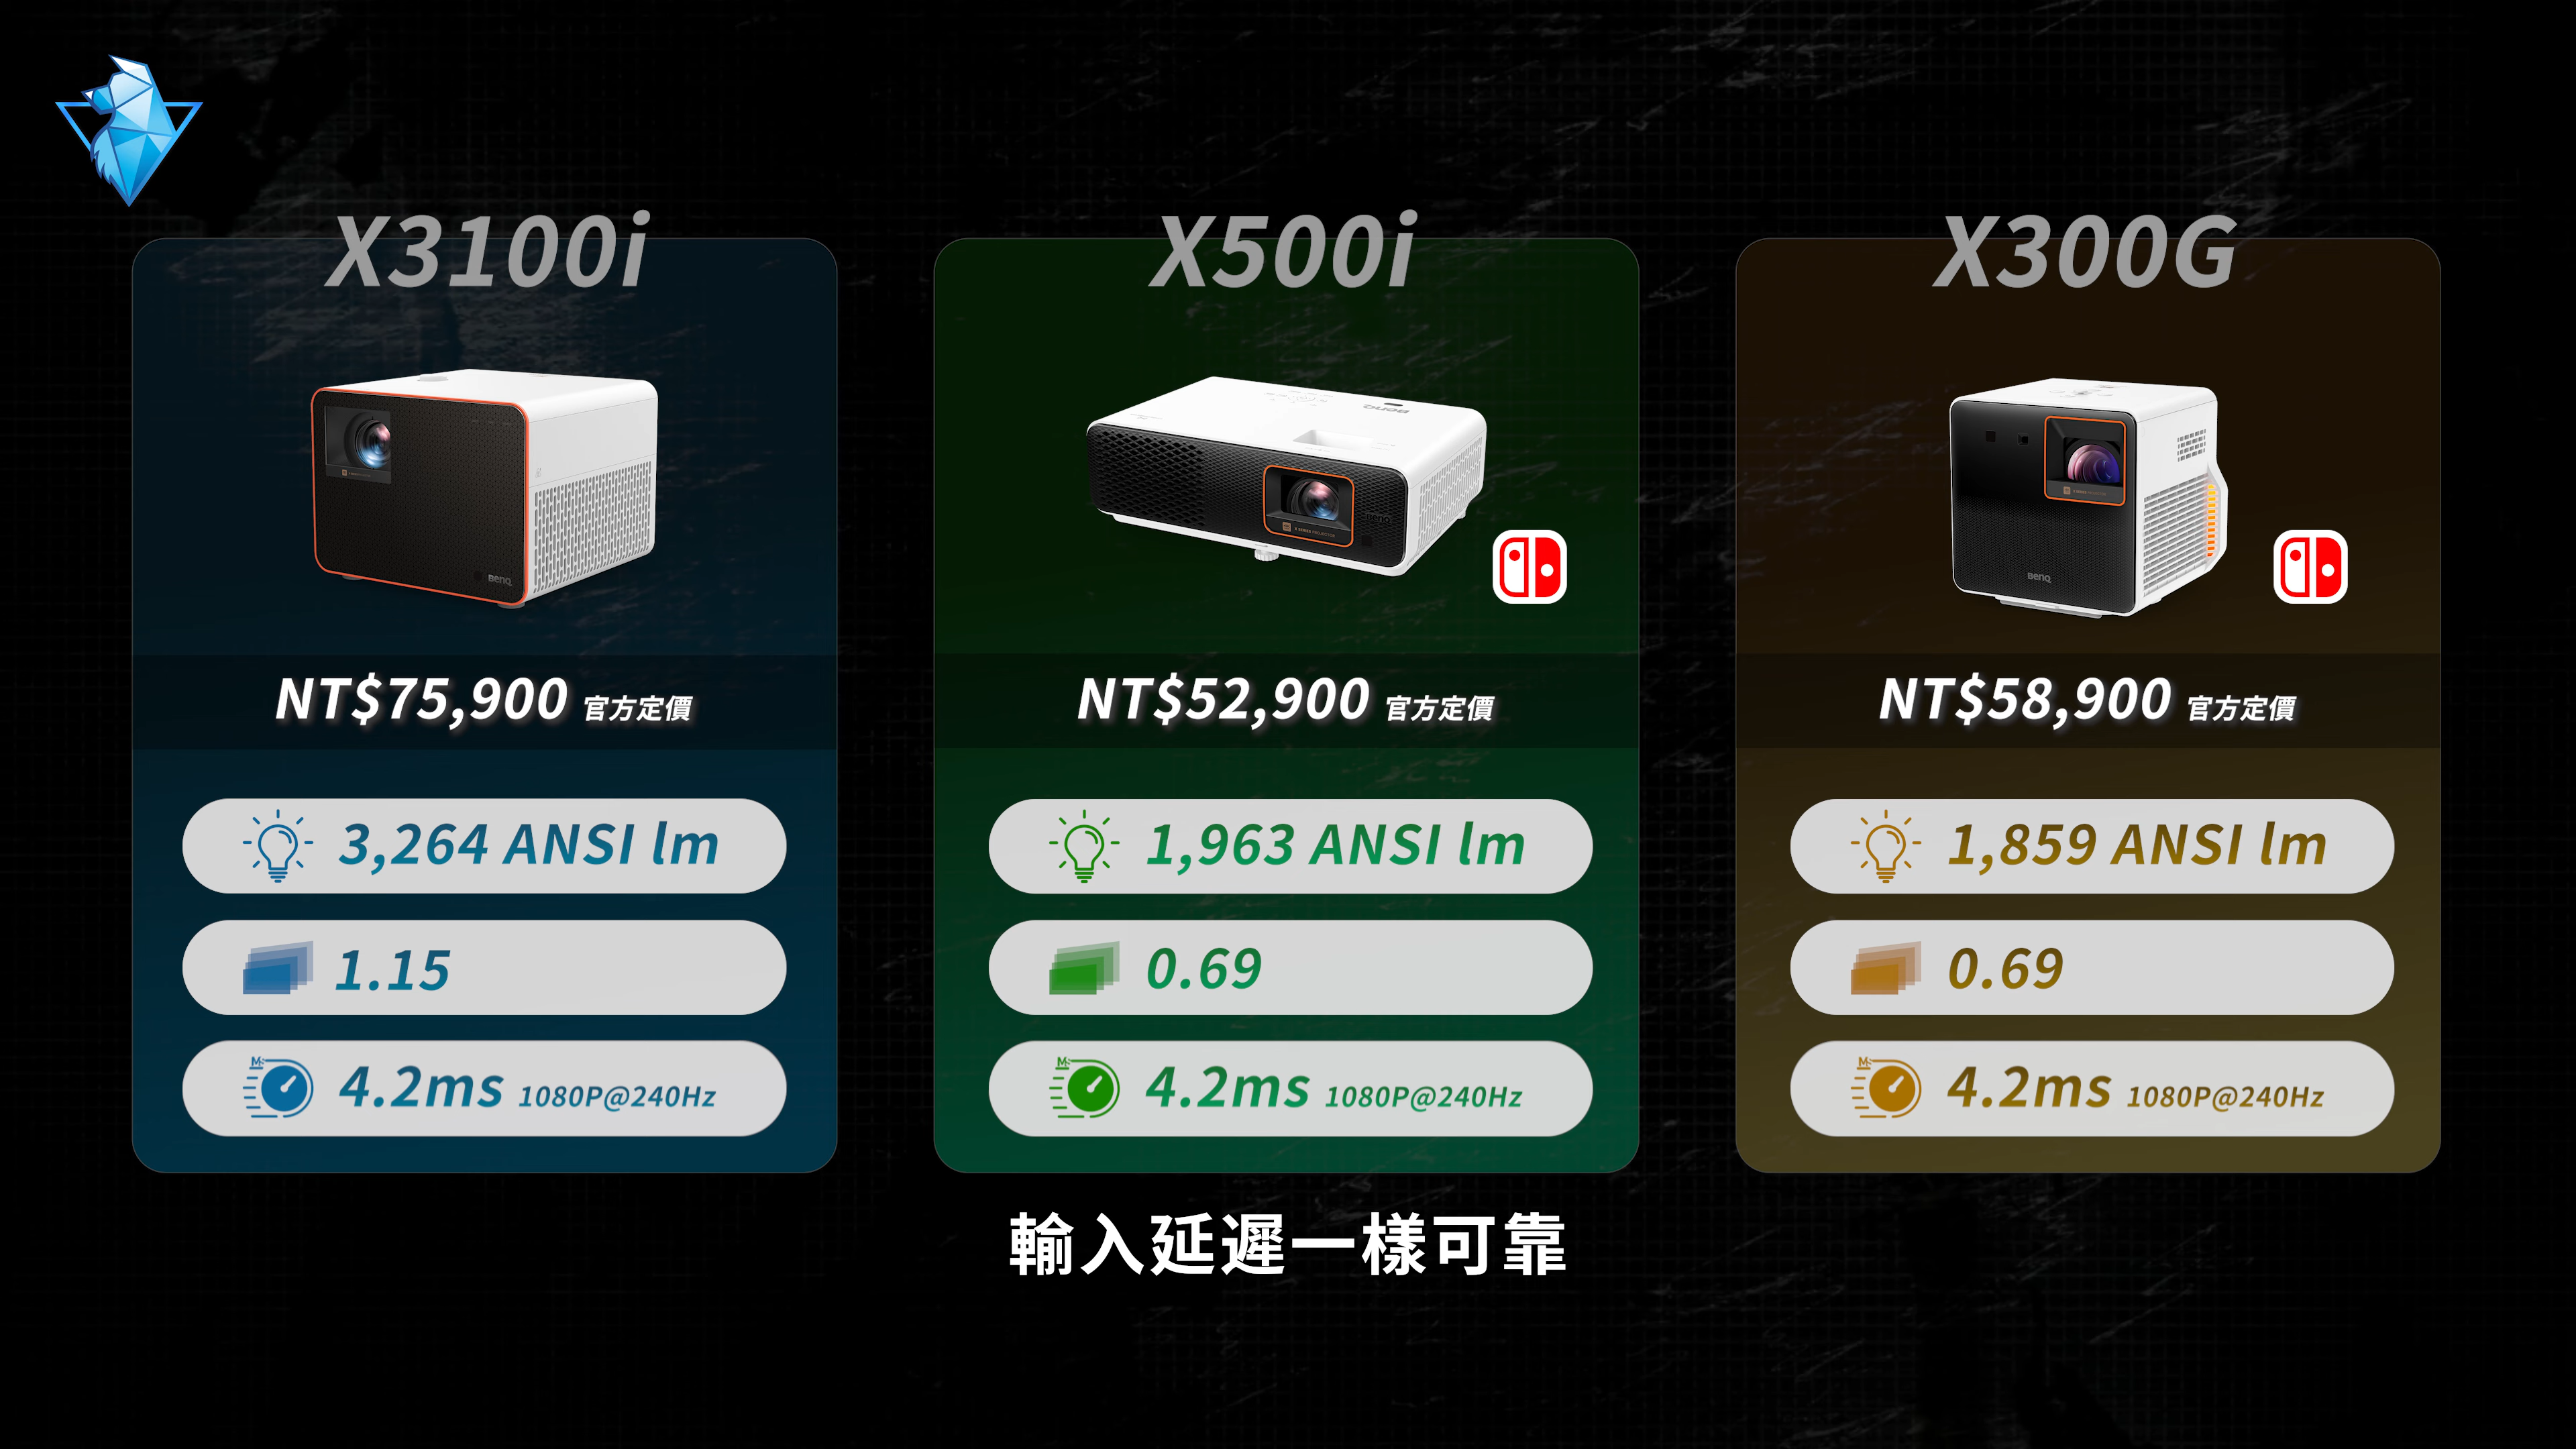 X3100i
BenQ
NT$75,900 官方定價
3,264 ANSI lm
1.15
4.2ms 1080P@240Hz
X500i
BenQ
NT$52,900 官方定價
1,963 ANSI lm
0.69
4.2ms 1080P@240Hz
X300G
BenQ
NT$58,900 官方定價
1,859 ANSI lm
0.69
4.2ms 1080P@240Hz
輸入延遲一樣可靠